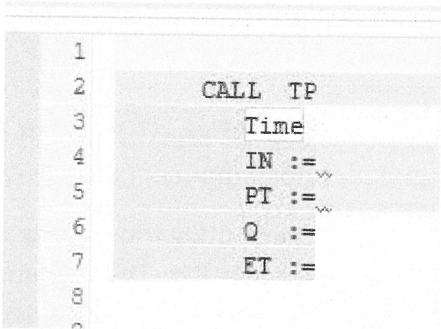 1
2 CALL TP
3 Time
4 IN :=
5 PT :=
6 Q :=
7 ET :=
8